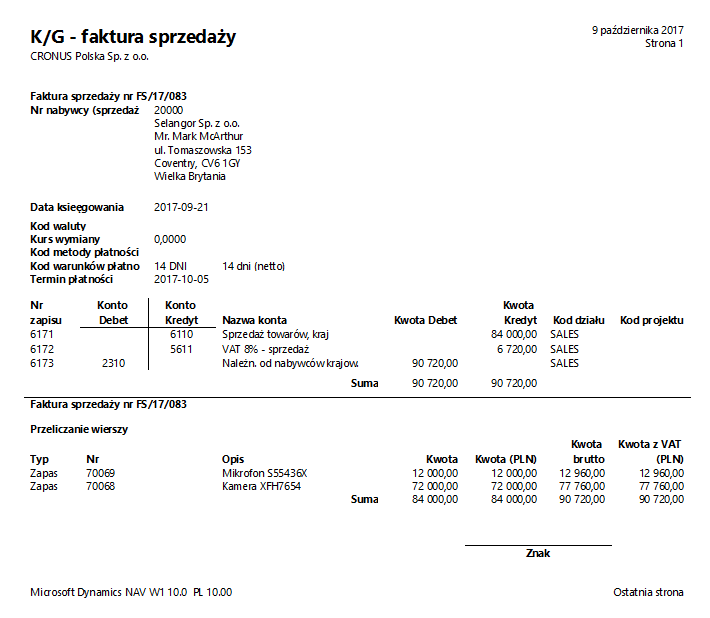 K/G - faktura sprzedaży
9 października 2017
CRONUS Polska Sp. z o.o.
Strona 1
Faktura sprzedaży nr FS/17/083
Nr nabywcy (sprzedaż 20000
Selangor Sp. z o.o.
Mr. Mark McArthur
ul. Tomaszowska 153
Coventry, CV6 1GY
Wielka Brytania
Data księgowania 2017-09-21
Kod waluty
Kurs wymiany 0,0000
Kod metody płatności
Kod warunków płatno 14 DNI 14 dni (netto)
Termin płatności 2017-10-05
Nr Konto Konto Kwota
zapisu Debet Kredyt Nazwa konta Kwota Debet Kredyt Kod działu Kod projektu
6171 6110 Sprzedaż towarów, kraj 84 000,00 SALES
6172 5611 VAT 8% - sprzedaż 6 720,00 SALES
6173 2310 Należn. od nabywców krajow. 90 720,00 SALES
Suma 90 720,00 90 720,00
Faktura sprzedaży nr FS/17/083
Przeliczanie wierszy
Kwota Kwota z VAT
Typ Nr Opis Kwota Kwota (PLN) brutto (PLN)
Zapas 70069 Mikrofon S55436X 12 000,00 12 000,00 12 960,00 12 960,00
Zapas 70068 Kamera XFH7654 72 000,00 72 000,00 77 760,00 77 760,00
Suma 84 000,00 84 000,00 90 720,00 90 720,00
Znak
Microsoft Dynamics NAV W1 10.0 PL 10.00 Ostatnia strona